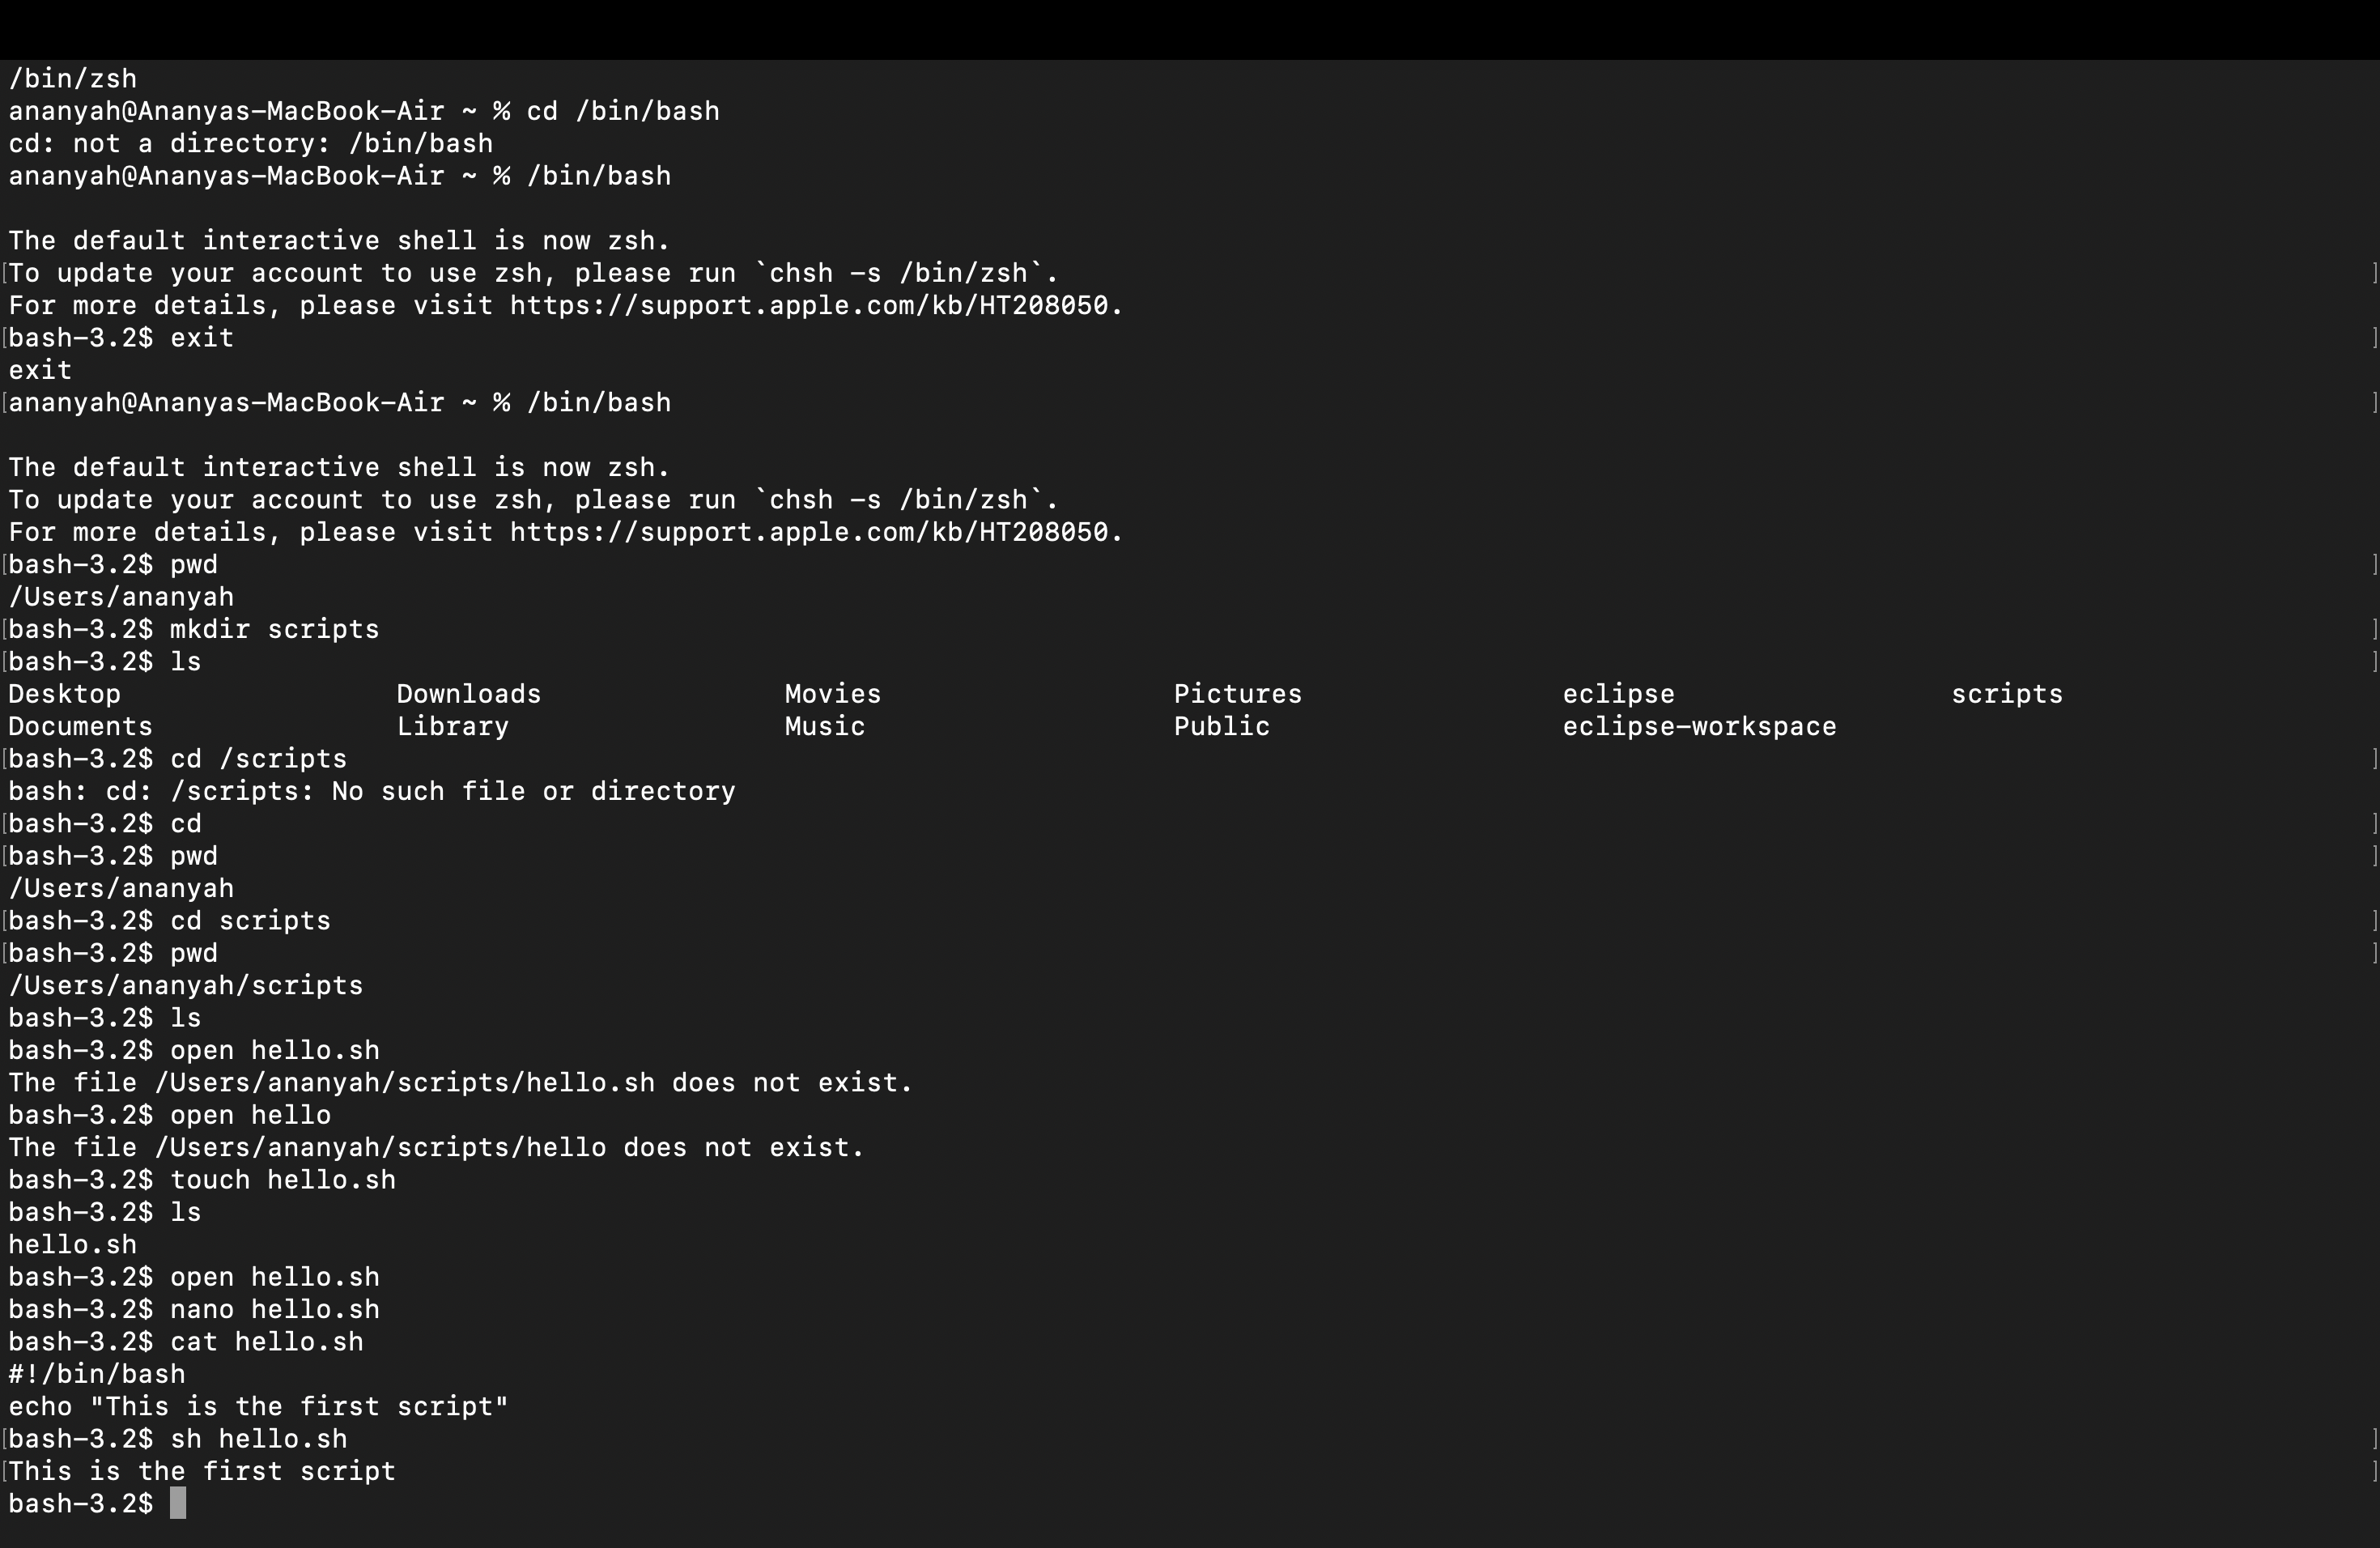 /bin/zsh
ananyah@Ananyas-MacBook-Air ~ % cd /bin/bash
cd: not a directory: /bin/bash
ananyah@Ananyas-MacBook-Air ~ % /bin/bash

The default interactive shell is now zsh.
[To update your account to use zsh, please run `chsh -s /bin/zsh`. ]
For more details, please visit https://support.apple.com/kb/HT208050.
[bash-3.2$ exit ]
exit
[ananyah@Ananyas-MacBook-Air ~ % /bin/bash ]

The default interactive shell is now zsh.
To update your account to use zsh, please run `chsh -s /bin/zsh`.
For more details, please visit https://support.apple.com/kb/HT208050.
[bash-3.2$ pwd ]
/Users/ananyah
[bash-3.2$ mkdir scripts ]
[bash-3.2$ ls ]
Desktop Downloads Movies Pictures eclipse scripts
Documents Library Music Public eclipse-workspace
[bash-3.2$ cd /scripts ]
bash: cd: /scripts: No such file or directory
[bash-3.2$ cd ]
[bash-3.2$ pwd ]
/Users/ananyah
[bash-3.2$ cd scripts ]
[bash-3.2$ pwd ]
/Users/ananyah/scripts
bash-3.2$ ls
bash-3.2$ open hello.sh
The file /Users/ananyah/scripts/hello.sh does not exist.
bash-3.2$ open hello
The file /Users/ananyah/scripts/hello does not exist.
bash-3.2$ touch hello.sh
bash-3.2$ ls
hello.sh
bash-3.2$ open hello.sh
bash-3.2$ nano hello.sh
bash-3.2$ cat hello.sh
#!/bin/bash
echo "This is the first script"
[bash-3.2$ sh hello.sh ]
[This is the first script ]
bash-3.2$